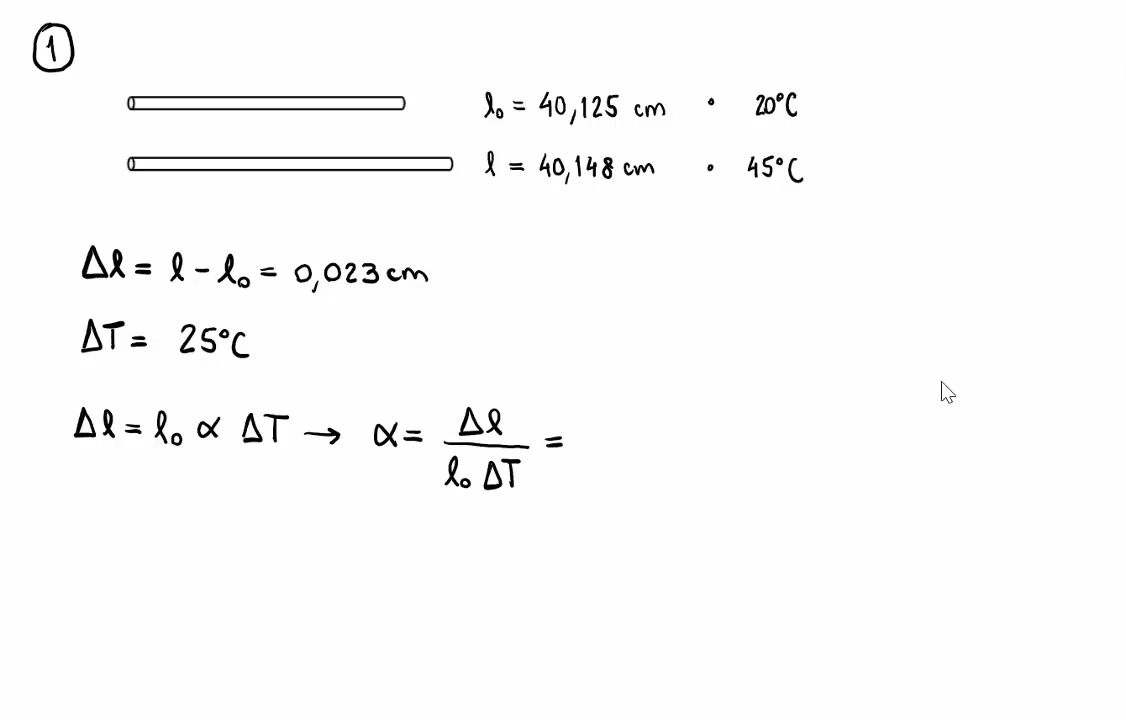 1
l₀ = 40,125 cm · 20°C
l = 40,148 cm · 45°C
Δl = l - l₀ = 0,023 cm
ΔT = 25°C
Δl = l₀ α ΔT → α = Δl / l₀ ΔT =